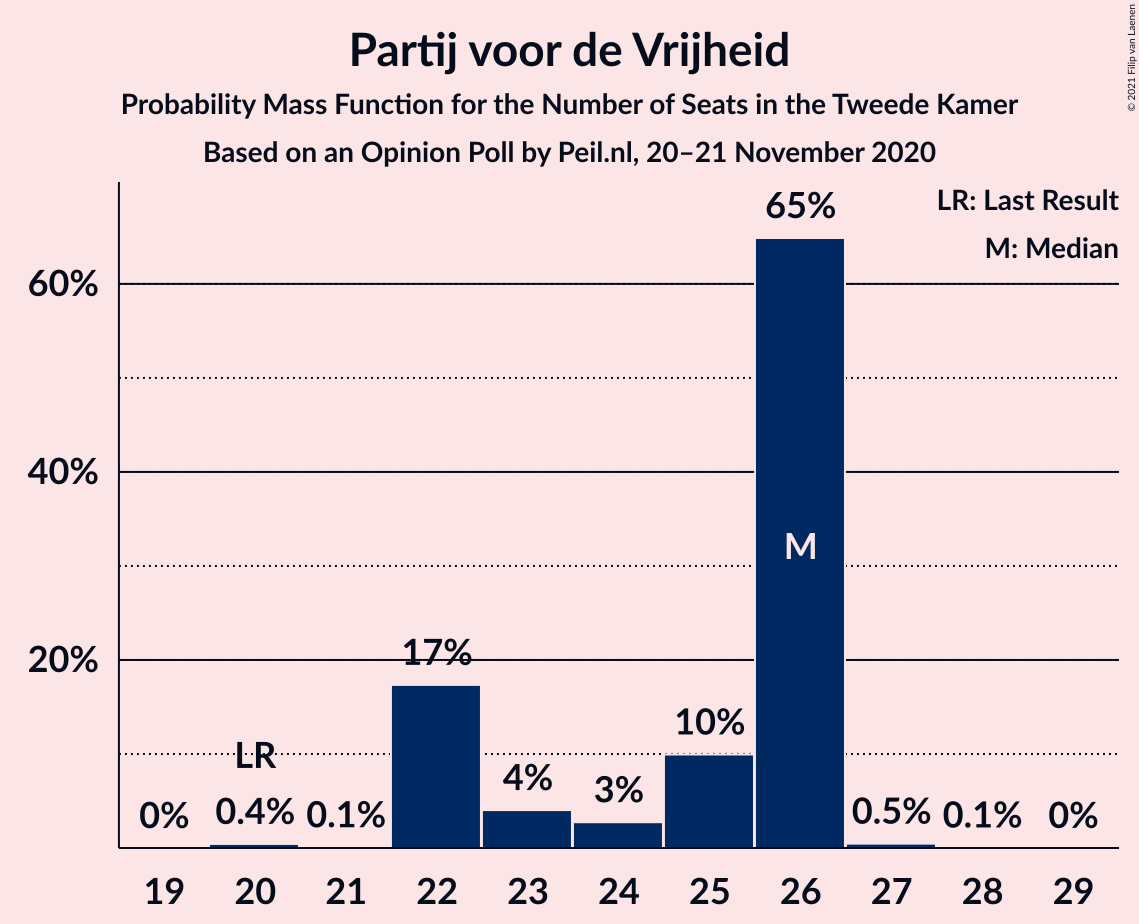 Partij voor de Vrijheid
Probability Mass Function for the Number of Seats in the Tweede Kamer
Based on an Opinion Poll by Peil.nl, 20–21 November 2020
© 2021 Filip van Laenen
LR: Last Result
M: Median
60%
40%
20%
0%
LR
0.4%
0.1%
17%
4%
3%
10%
65%
M
0.5%
0.1%
0%
19 20 21 22 23 24 25 26 27 28 29